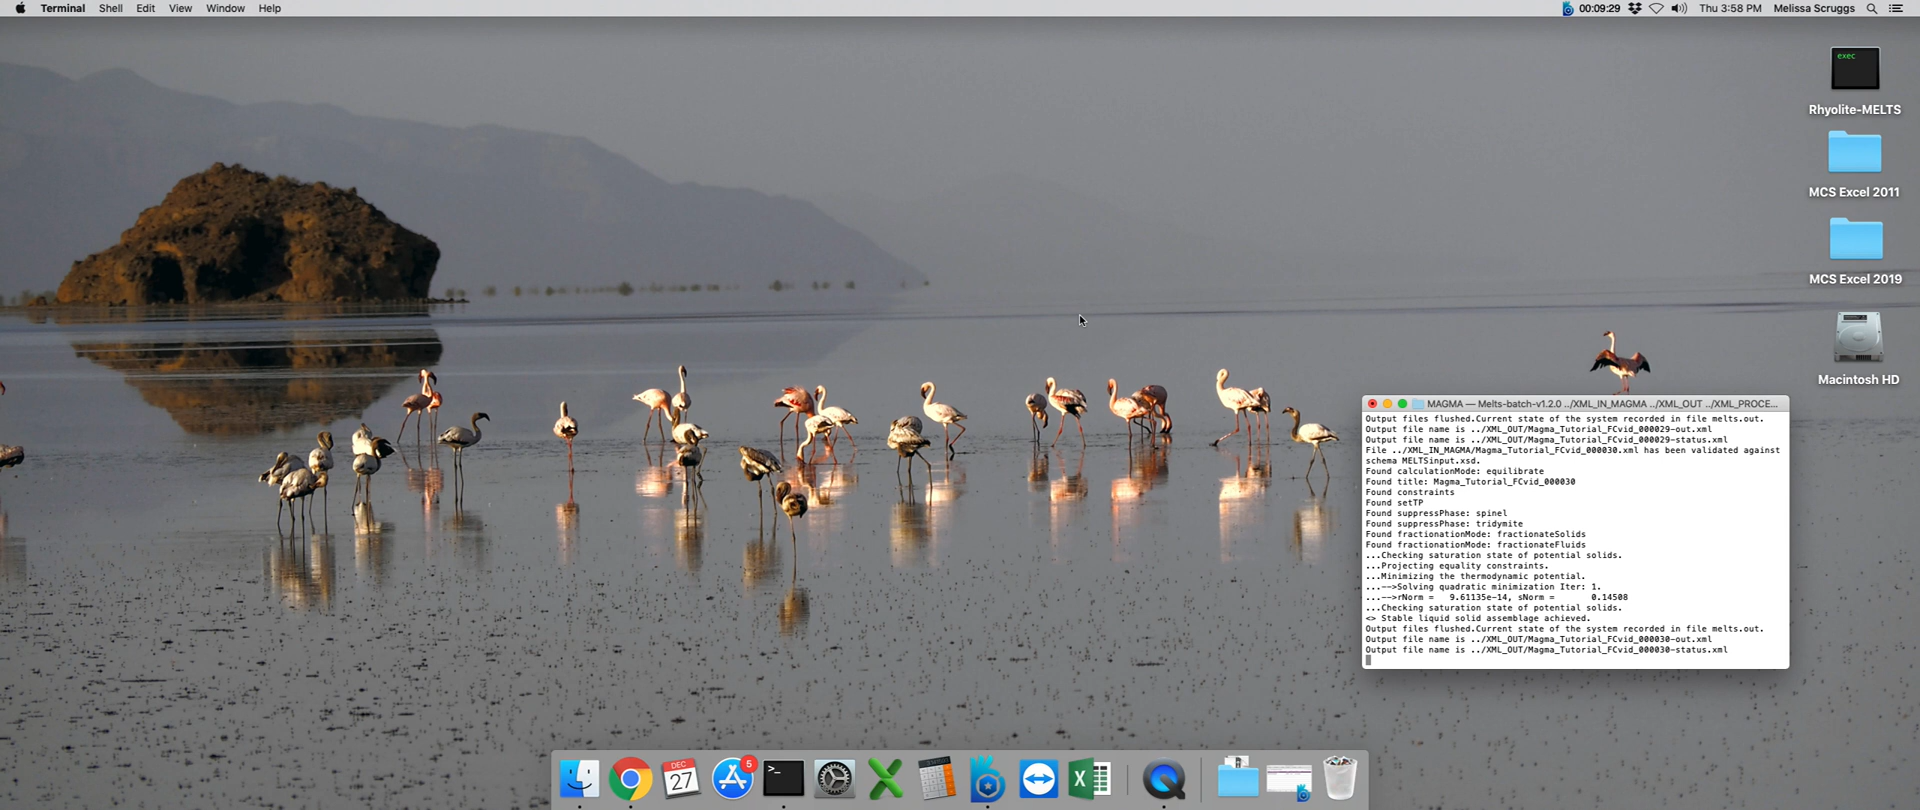 Terminal Shell Edit View Window Help 00:09:29 Thu 3:58 PM Melissa Scruggs
exec
Rhyolite-MELTS
MCS Excel 2011
MCS Excel 2019
Macintosh HD
MAGMA — Melts-batch-v1.2.0 ../XML_IN_MAGMA ../XML_OUT ../XML_PROCE...
Output files flushed.Current state of the system recorded in file melts.out.
Output file name is ../XML_OUT/Magma_Tutorial_FCvid_000029-out.xml
Output file name is ../XML_OUT/Magma_Tutorial_FCvid_000029-status.xml
File ../XML_IN_MAGMA/Magma_Tutorial_FCvid_000030.xml has been validated against
schema MELTSinput.xsd.
Found calculationMode: equilibrate
Found title: Magma_Tutorial_FCvid_000030
Found constraints
Found setTP
Found suppressPhase: spinel
Found suppressPhase: tridymite
Found fractionationMode: fractionateSolids
Found fractionationMode: fractionateFluids
...Checking saturation state of potential solids.
...Projecting equality constraints.
...Minimizing the thermodynamic potential.
...-->Solving quadratic minimization Iter: 1.
...-->rNorm = 9.61135e-14, sNorm = 0.14508
...Checking saturation state of potential solids.
<> Stable liquid solid assemblage achieved.
Output files flushed.Current state of the system recorded in file melts.out.
Output file name is ../XML_OUT/Magma_Tutorial_FCvid_000030-out.xml
Output file name is ../XML_OUT/Magma_Tutorial_FCvid_000030-status.xml
DEC
27
5
>_